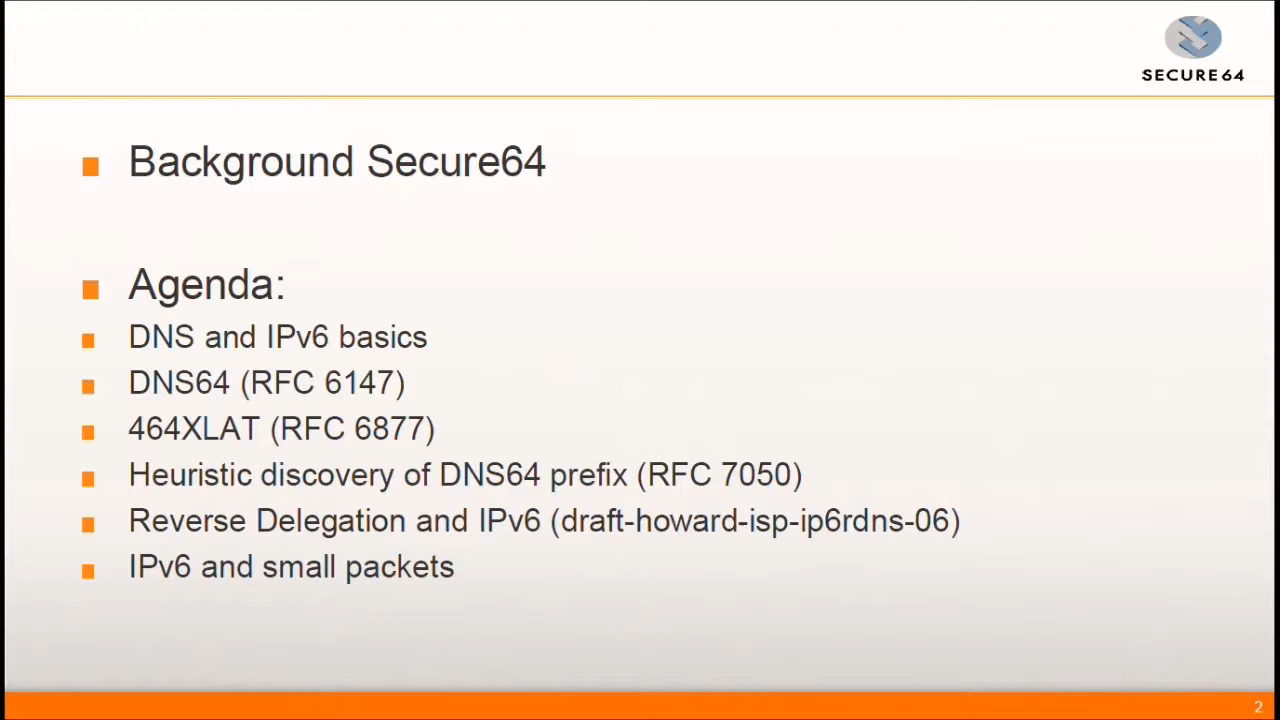 SECURE64
Background Secure64
Agenda:
DNS and IPv6 basics
DNS64 (RFC 6147)
464XLAT (RFC 6877)
Heuristic discovery of DNS64 prefix (RFC 7050)
Reverse Delegation and IPv6 (draft-howard-isp-ip6rdns-06)
IPv6 and small packets
2